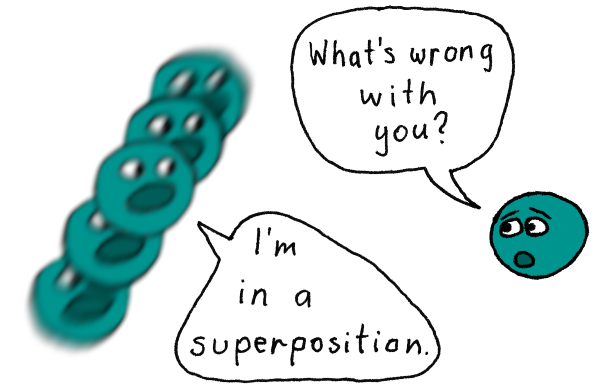 What's wrong
with
you?
I'm
in a
superposition.